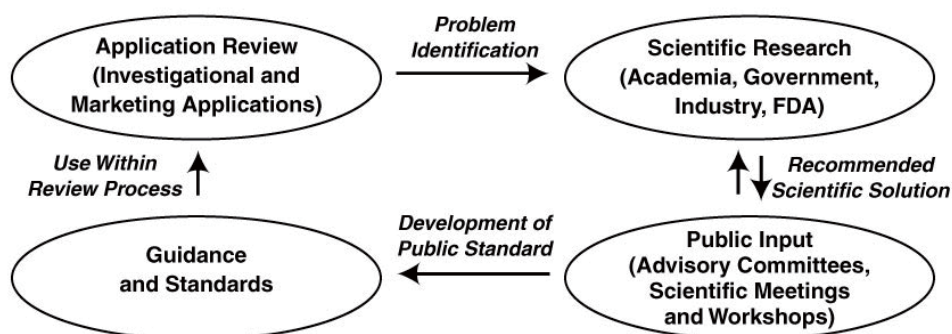 Application Review
(Investigational and
Marketing Applications)
Problem
Identification
Scientific Research
(Academia, Government,
Industry, FDA)
Recommended
Scientific Solution
Public Input
(Advisory Committees,
Scientific Meetings
and Workshops)
Development of
Public Standard
Guidance
and Standards
Use Within
Review Process